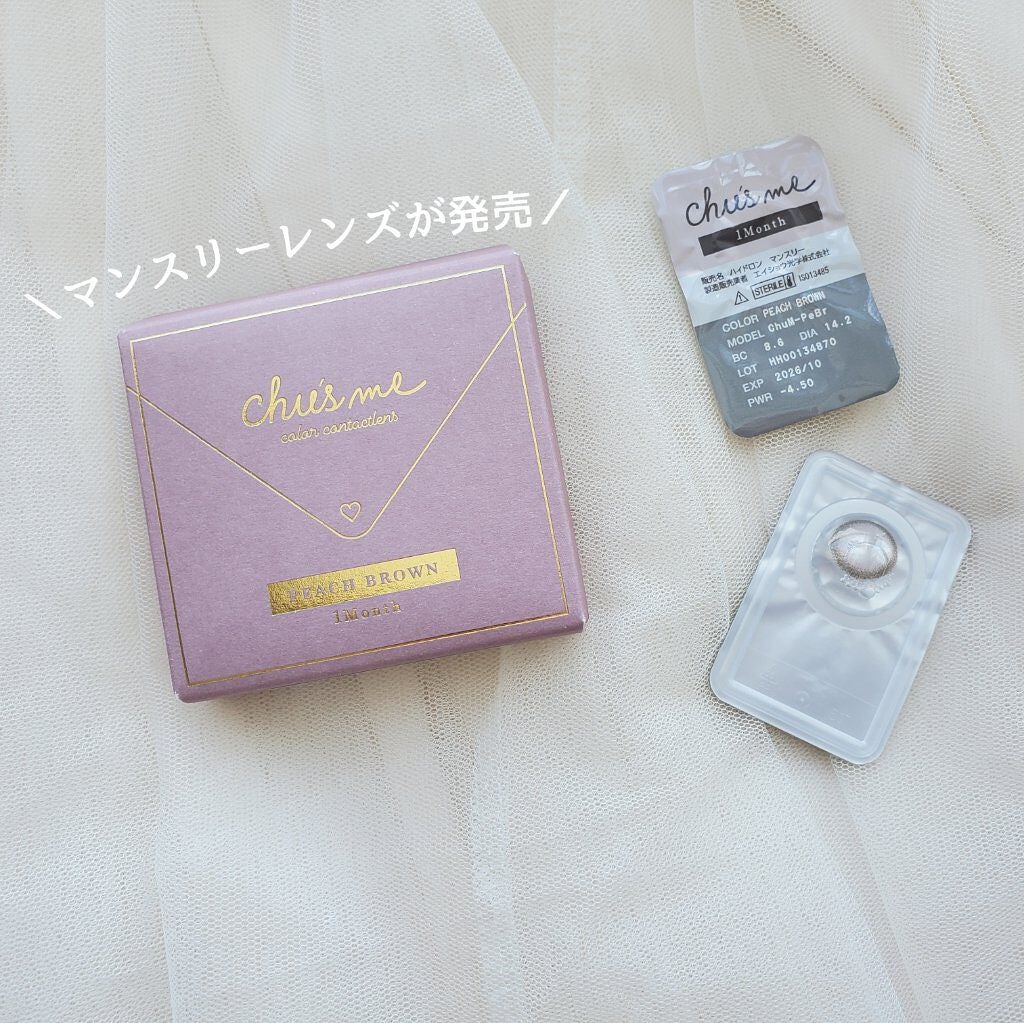 \マンスリーレンズが発売/
chu's me
color contactlens
PEACH BROWN
1Month
chu's me
1Month
販売名 ハイドロン マンスリー
製造販売業者 エイショウ光学株式会社
STERILE ISO13485
COLOR PEACH BROWN
MODEL ChuM-PeBr
BC 8.6 DIA 14.2
LOT HH00134870
EXP 2026/10
PWR -4.50